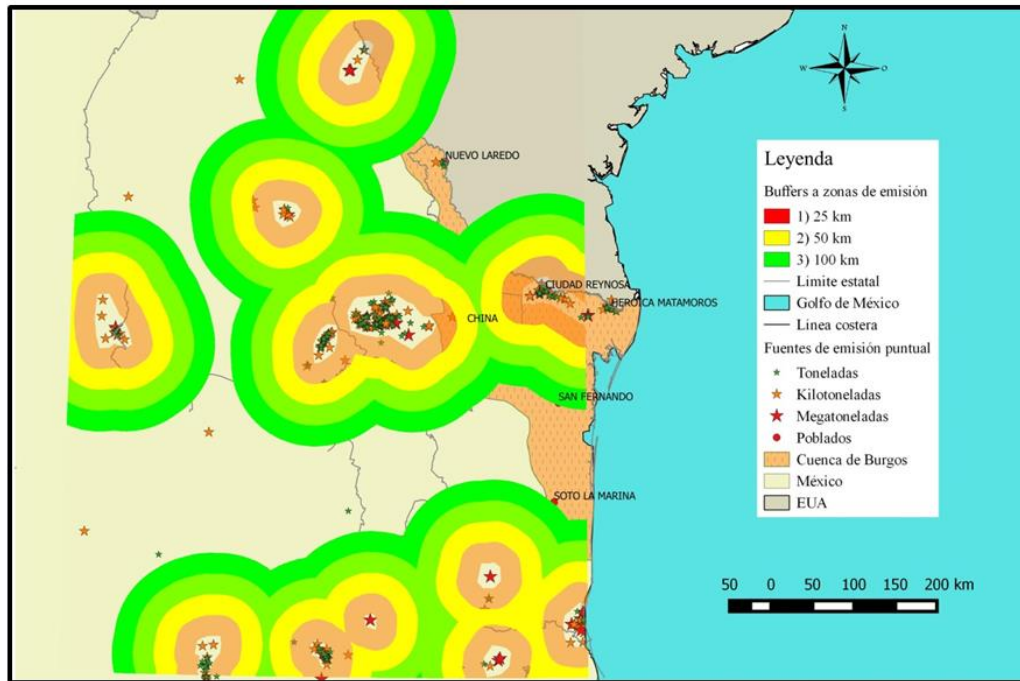 N
W
O
S
NUEVO LAREDO
CIUDAD REYNOSA
HEROICA MATAMOROS
CHINA
SAN FERNANDO
SOTO LA MARINA
Leyenda
Buffers a zonas de emisión
1) 25 km
2) 50 km
3) 100 km
Limite estatal
Golfo de México
Linea costera
Fuentes de emisión puntual
Toneladas
Kilotoneladas
Megatoneladas
Poblados
Cuenca de Burgos
México
EUA
50 0 50 100 150 200 km